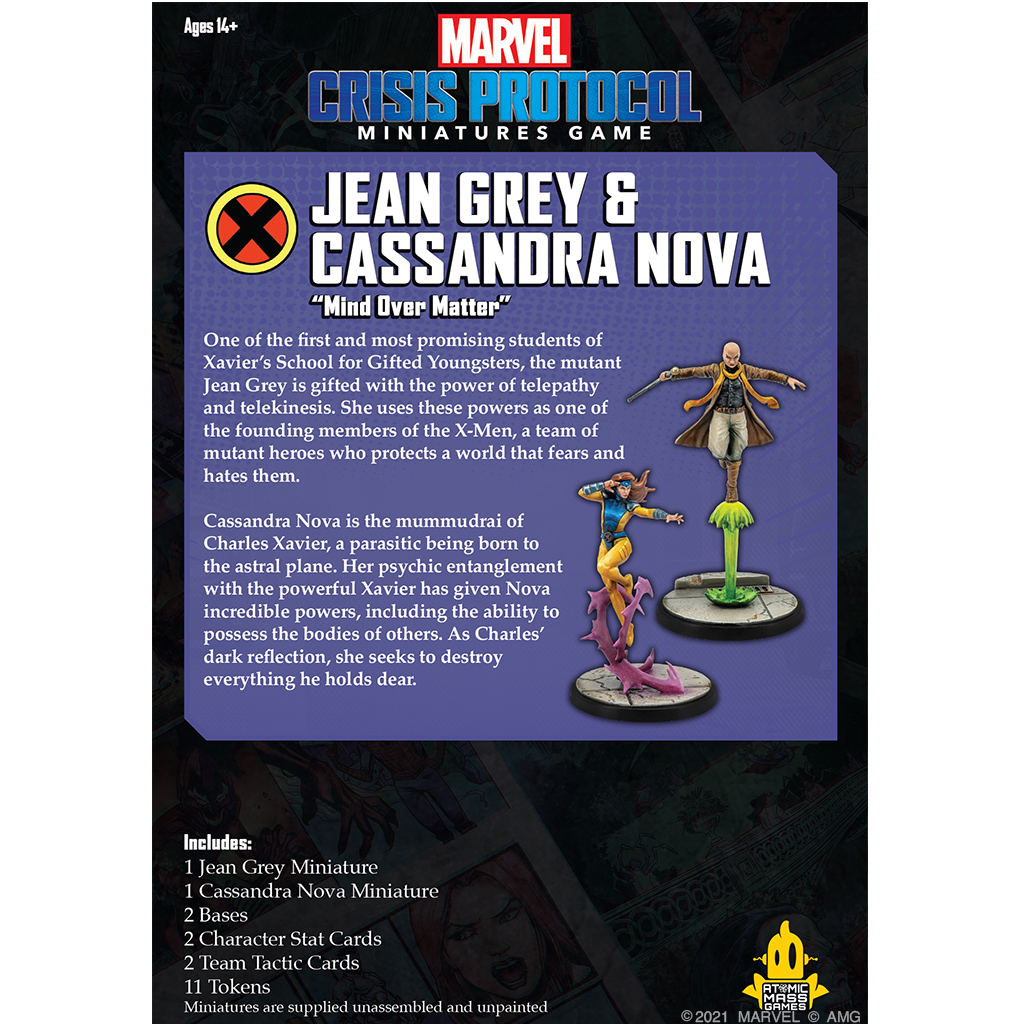 Ages 14+
MARVEL
CRISIS PROTOCOL
MINIATURES GAME
JEAN GREY &
CASSANDRA NOVA
“Mind Over Matter”
One of the first and most promising students of
Xavier’s School for Gifted Youngsters, the mutant
Jean Grey is gifted with the power of telepathy
and telekinesis. She uses these powers as one of
the founding members of the X-Men, a team of
mutant heroes who protects a world that fears and
hates them.
Cassandra Nova is the mummudrai of
Charles Xavier, a parasitic being born to
the astral plane. Her psychic entanglement
with the powerful Xavier has given Nova
incredible powers, including the ability to
possess the bodies of others. As Charles’
dark reflection, she seeks to destroy
everything he holds dear.
Includes:
1 Jean Grey Miniature
1 Cassandra Nova Miniature
2 Bases
2 Character Stat Cards
2 Team Tactic Cards
11 Tokens
Miniatures are supplied unassembled and unpainted
ATOMIC
MASS
GAMES
©2021 MARVEL © AMG